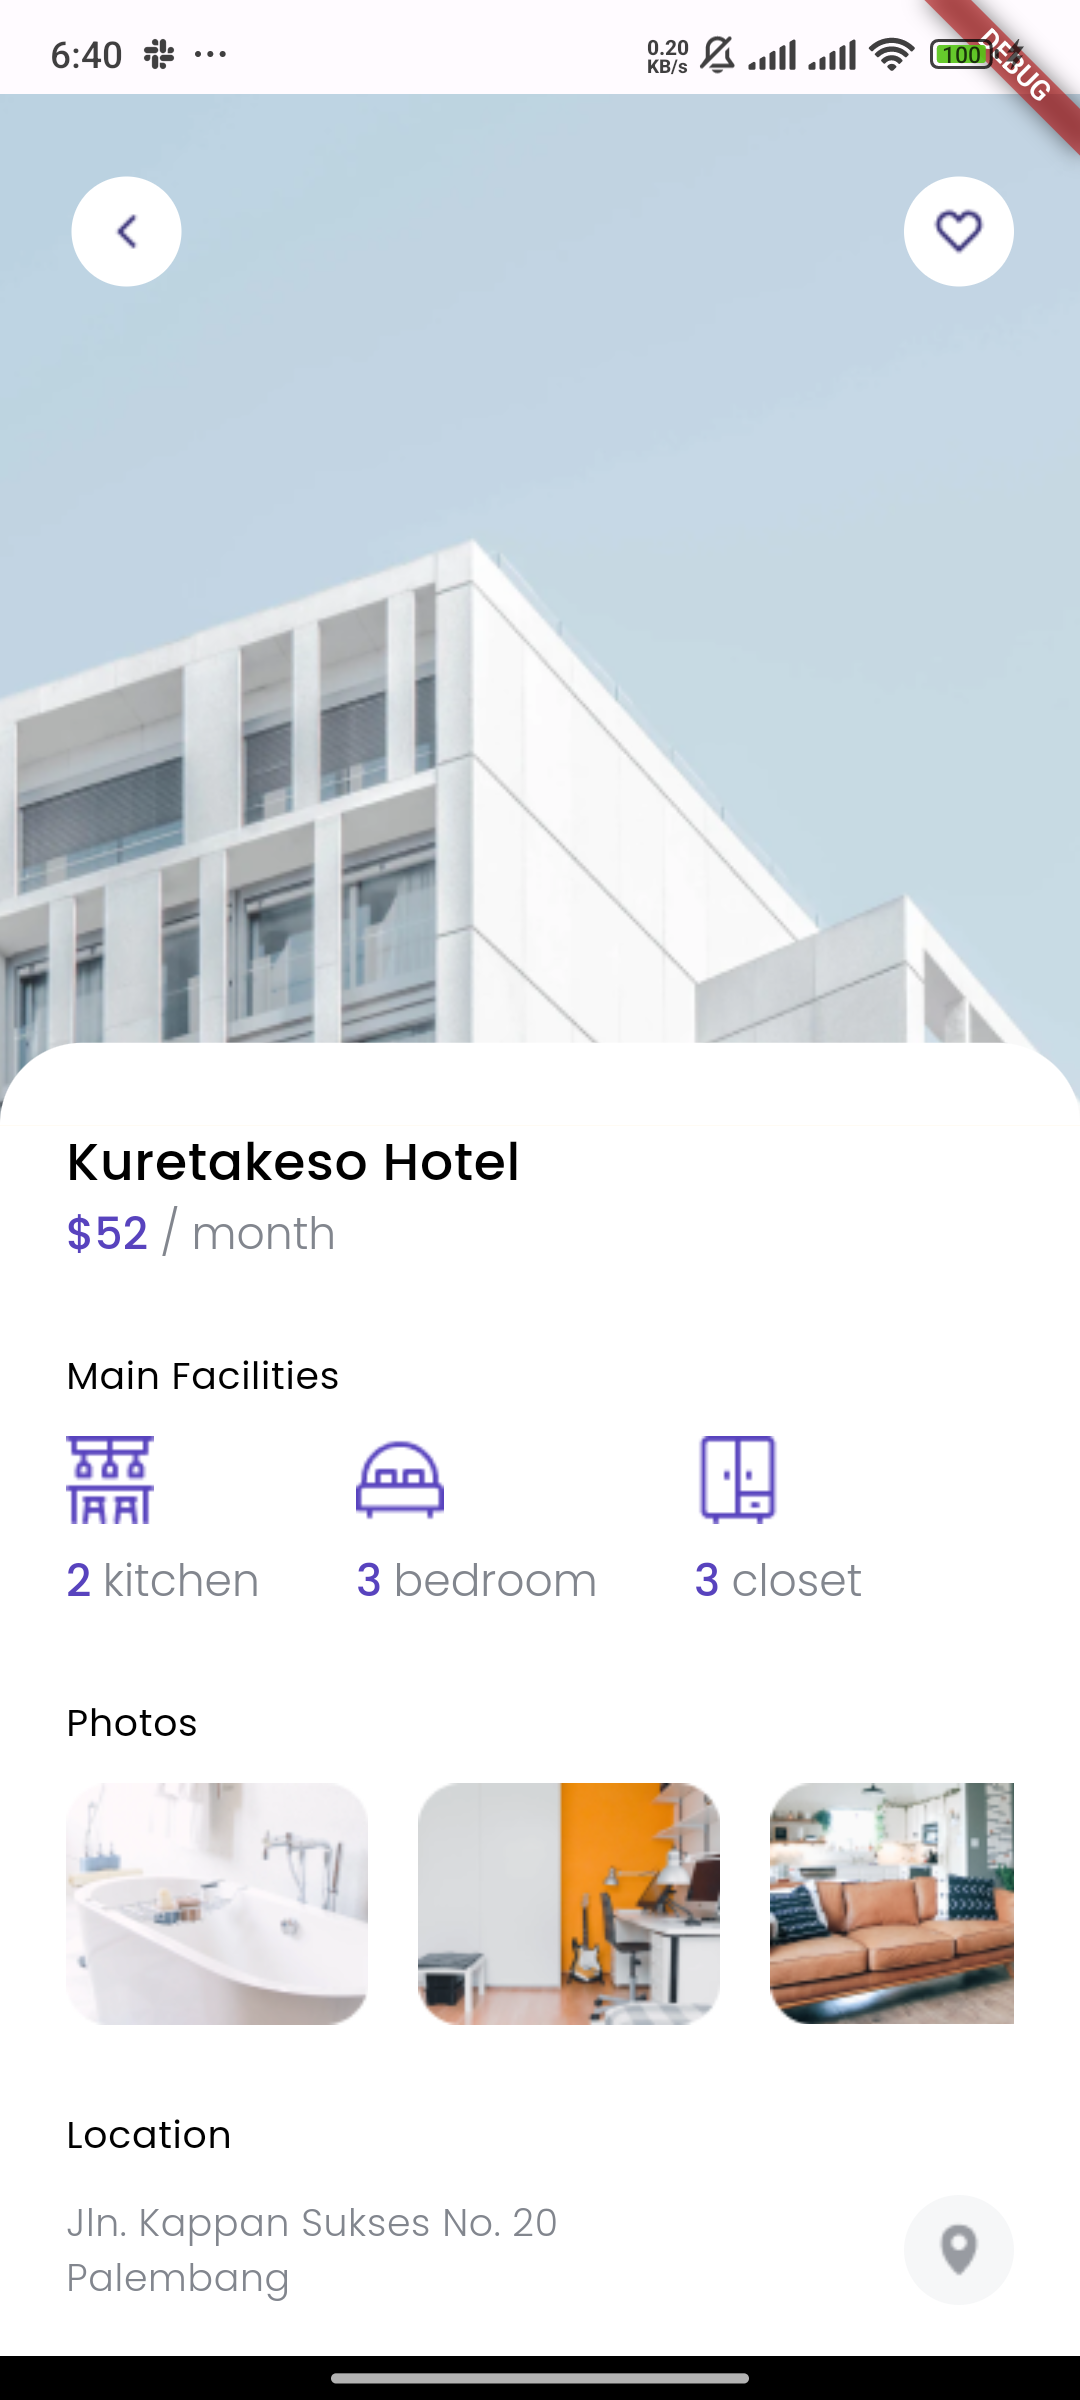 6:40
0.20
KB/s
100
DEBUG
Kuretakeso Hotel
$52 / month
Main Facilities
2 kitchen
3 bedroom
3 closet
Photos
Location
Jln. Kappan Sukses No. 20
Palembang